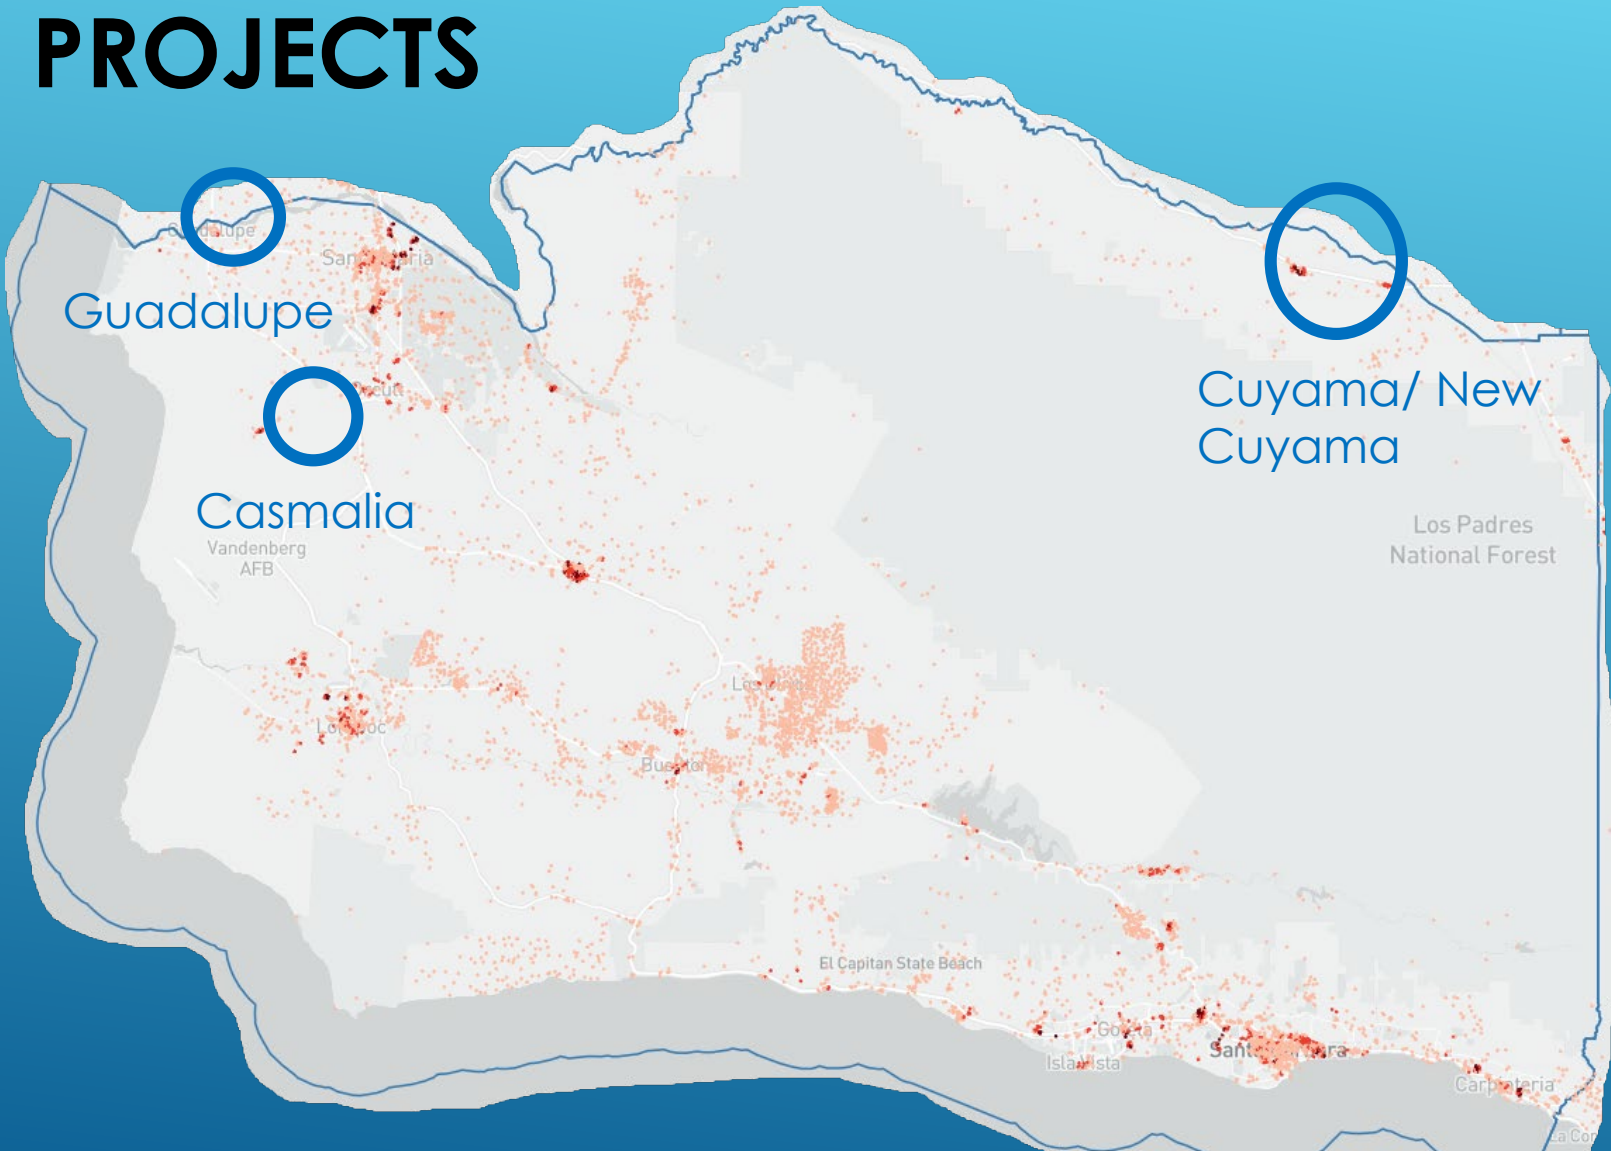 PROJECTS
Guadalupe
Guadalupe
Casmalia
Cuyama/ New
Cuyama
Vandenberg
AFB
Los Padres
National Forest
El Capitan State Beach
Isla Vista
Carpinteria